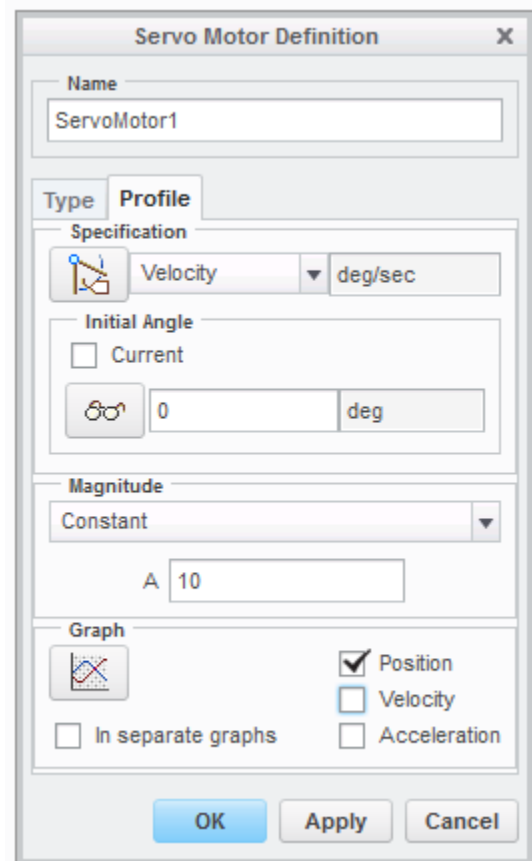 Servo Motor Definition X
Name
ServoMotor1
Type Profile
Specification
Velocity deg/sec
Initial Angle
Current
0 deg
Magnitude
Constant
A 10
Graph
Position
Velocity
In separate graphs Acceleration
OK Apply Cancel